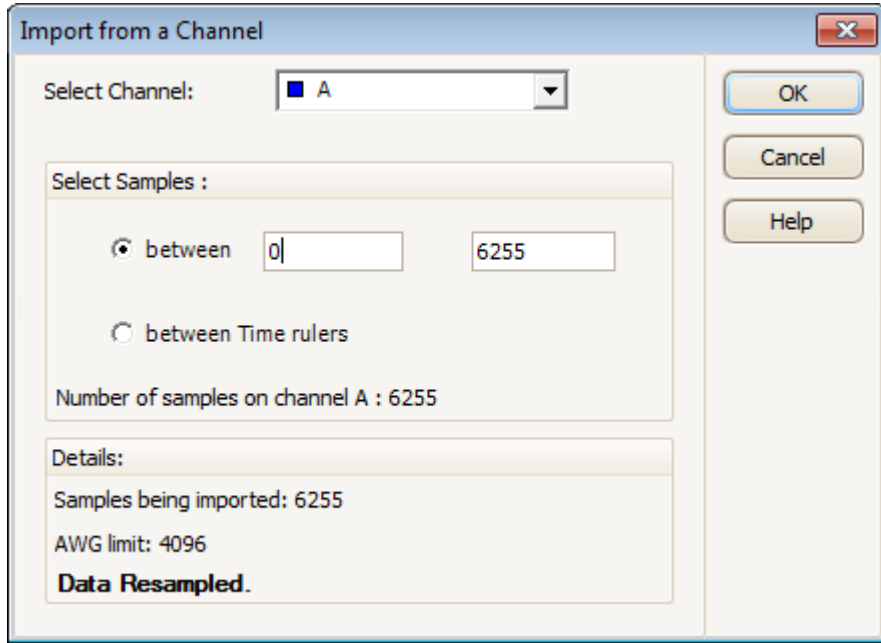 Import from a Channel
Select Channel: A
OK
Cancel
Help
Select Samples :
between 0 6255
between Time rulers
Number of samples on channel A : 6255
Details:
Samples being imported: 6255
AWG limit: 4096
Data Resampled.